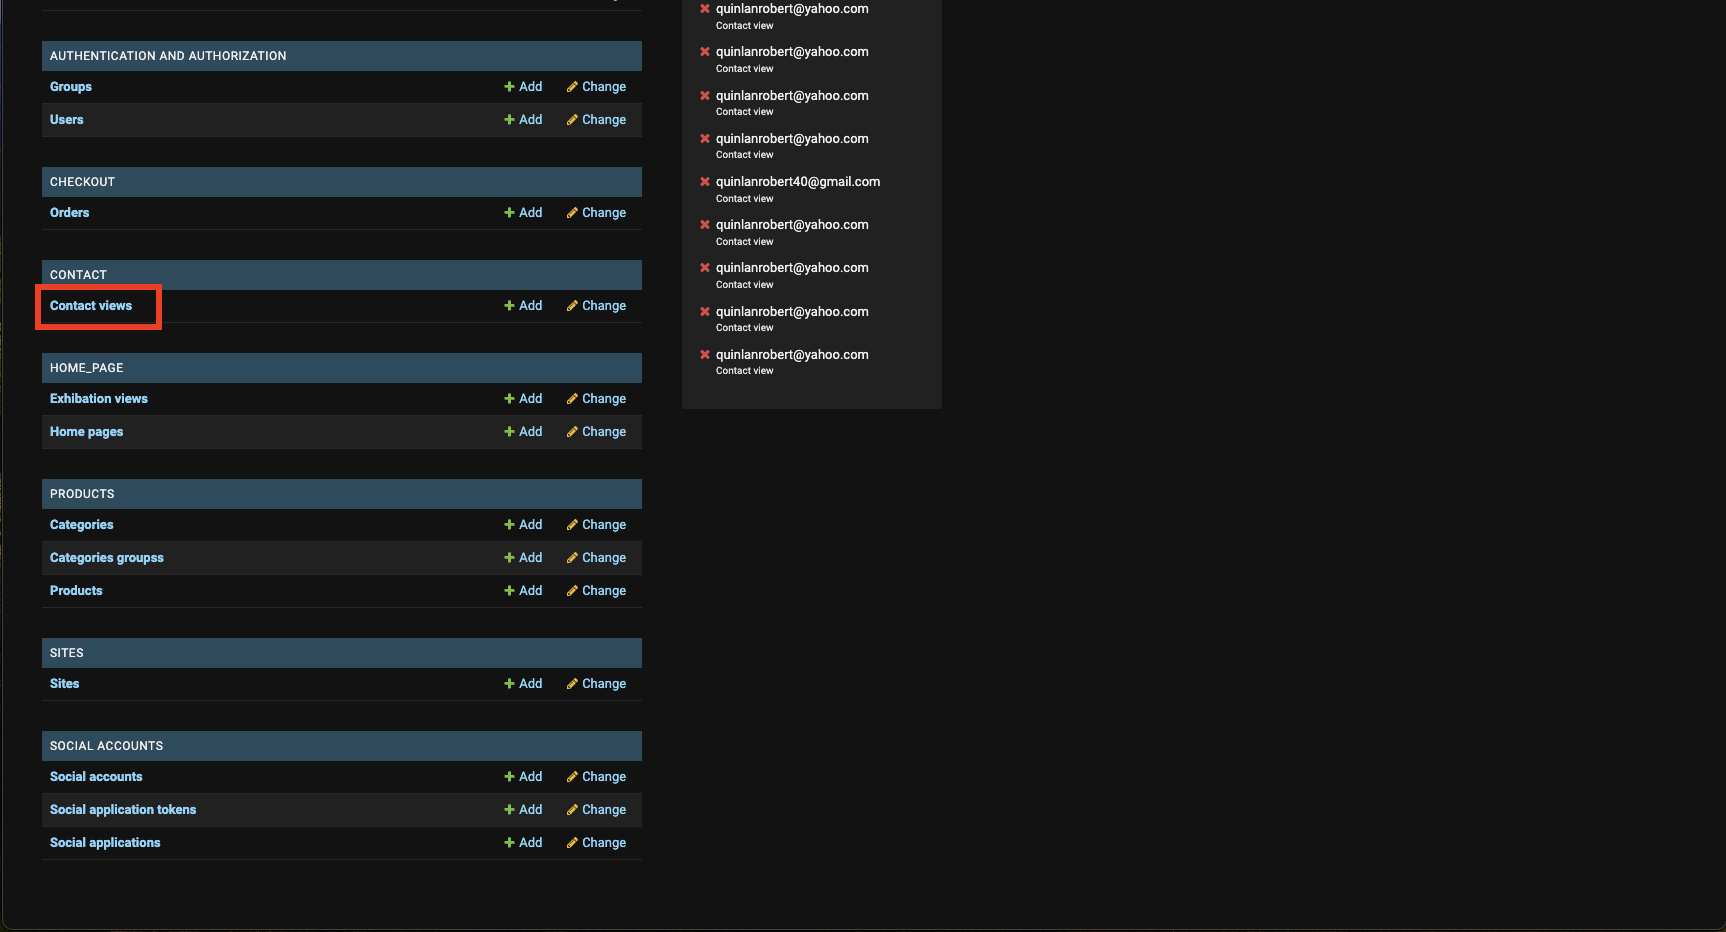 AUTHENTICATION AND AUTHORIZATION
Groups Add Change
Users Add Change
CHECKOUT
Orders Add Change
CONTACT
Contact views Add Change
HOME_PAGE
Exhibation views Add Change
Home pages Add Change
PRODUCTS
Categories Add Change
Categories groupss Add Change
Products Add Change
SITES
Sites Add Change
SOCIAL ACCOUNTS
Social accounts Add Change
Social application tokens Add Change
Social applications Add Change
quinlanrobert@yahoo.com
Contact view
quinlanrobert@yahoo.com
Contact view
quinlanrobert@yahoo.com
Contact view
quinlanrobert@yahoo.com
Contact view
quinlanrobert40@gmail.com
Contact view
quinlanrobert@yahoo.com
Contact view
quinlanrobert@yahoo.com
Contact view
quinlanrobert@yahoo.com
Contact view
quinlanrobert@yahoo.com
Contact view